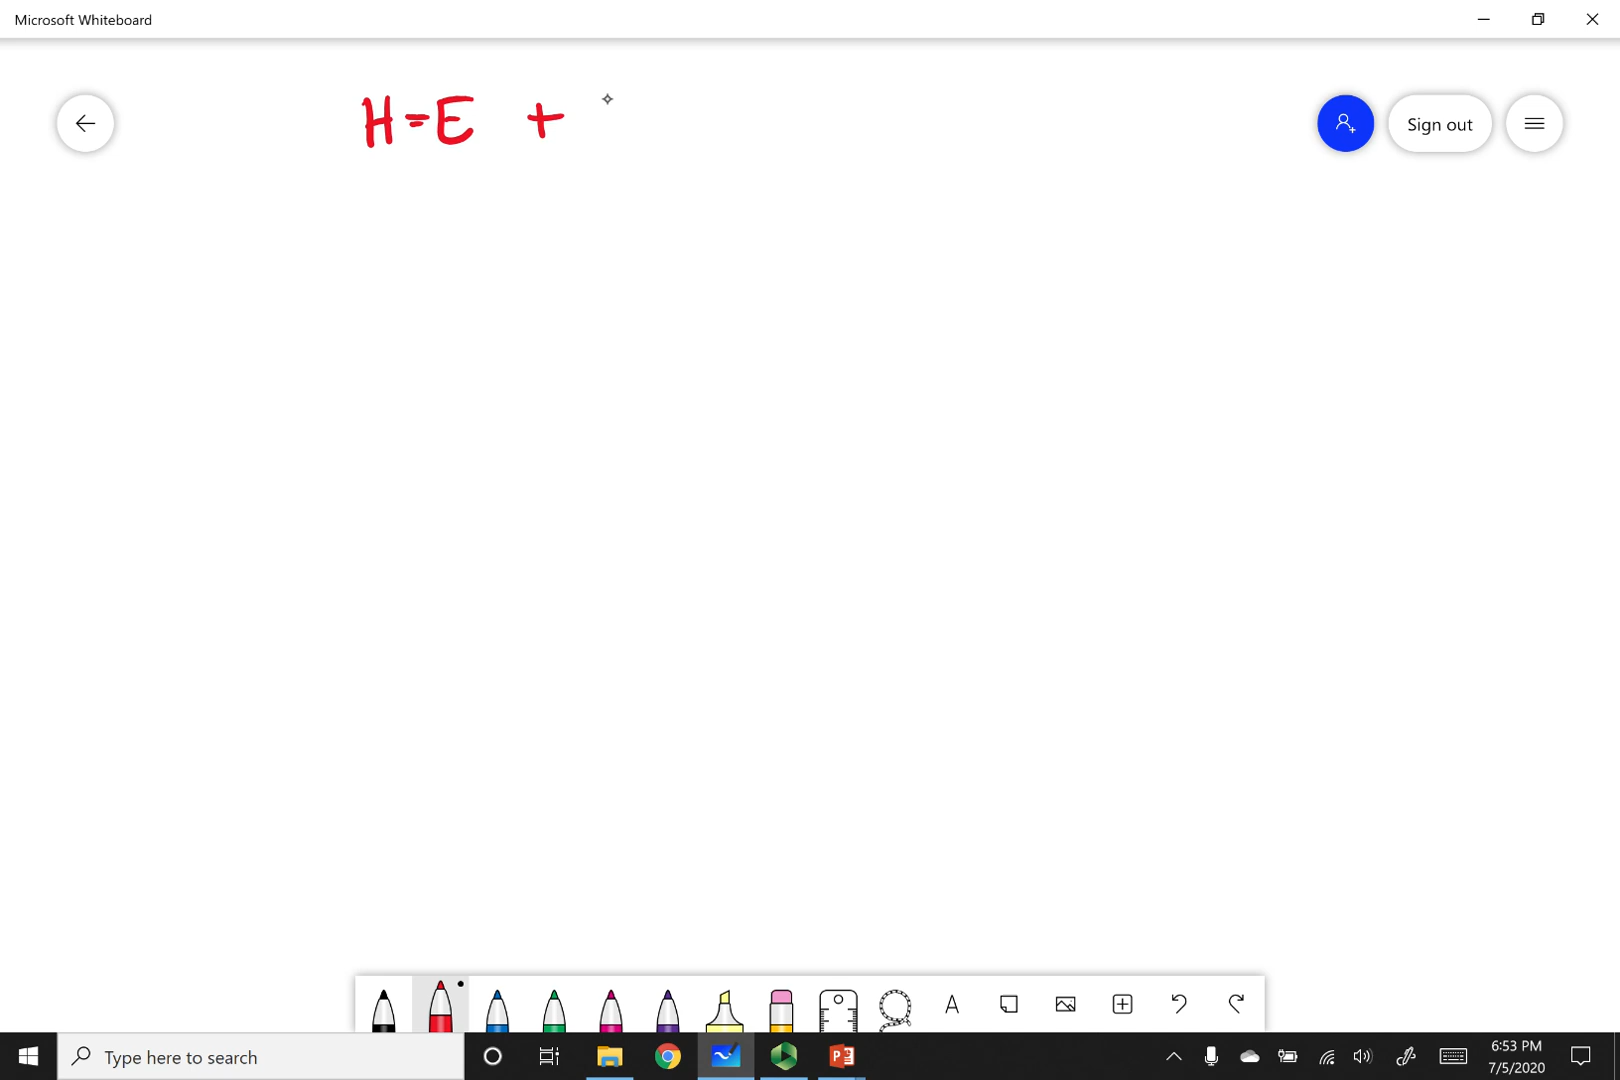 Microsoft Whiteboard
H=E +
Sign out
A
Type here to search
6:53 PM
7/5/2020